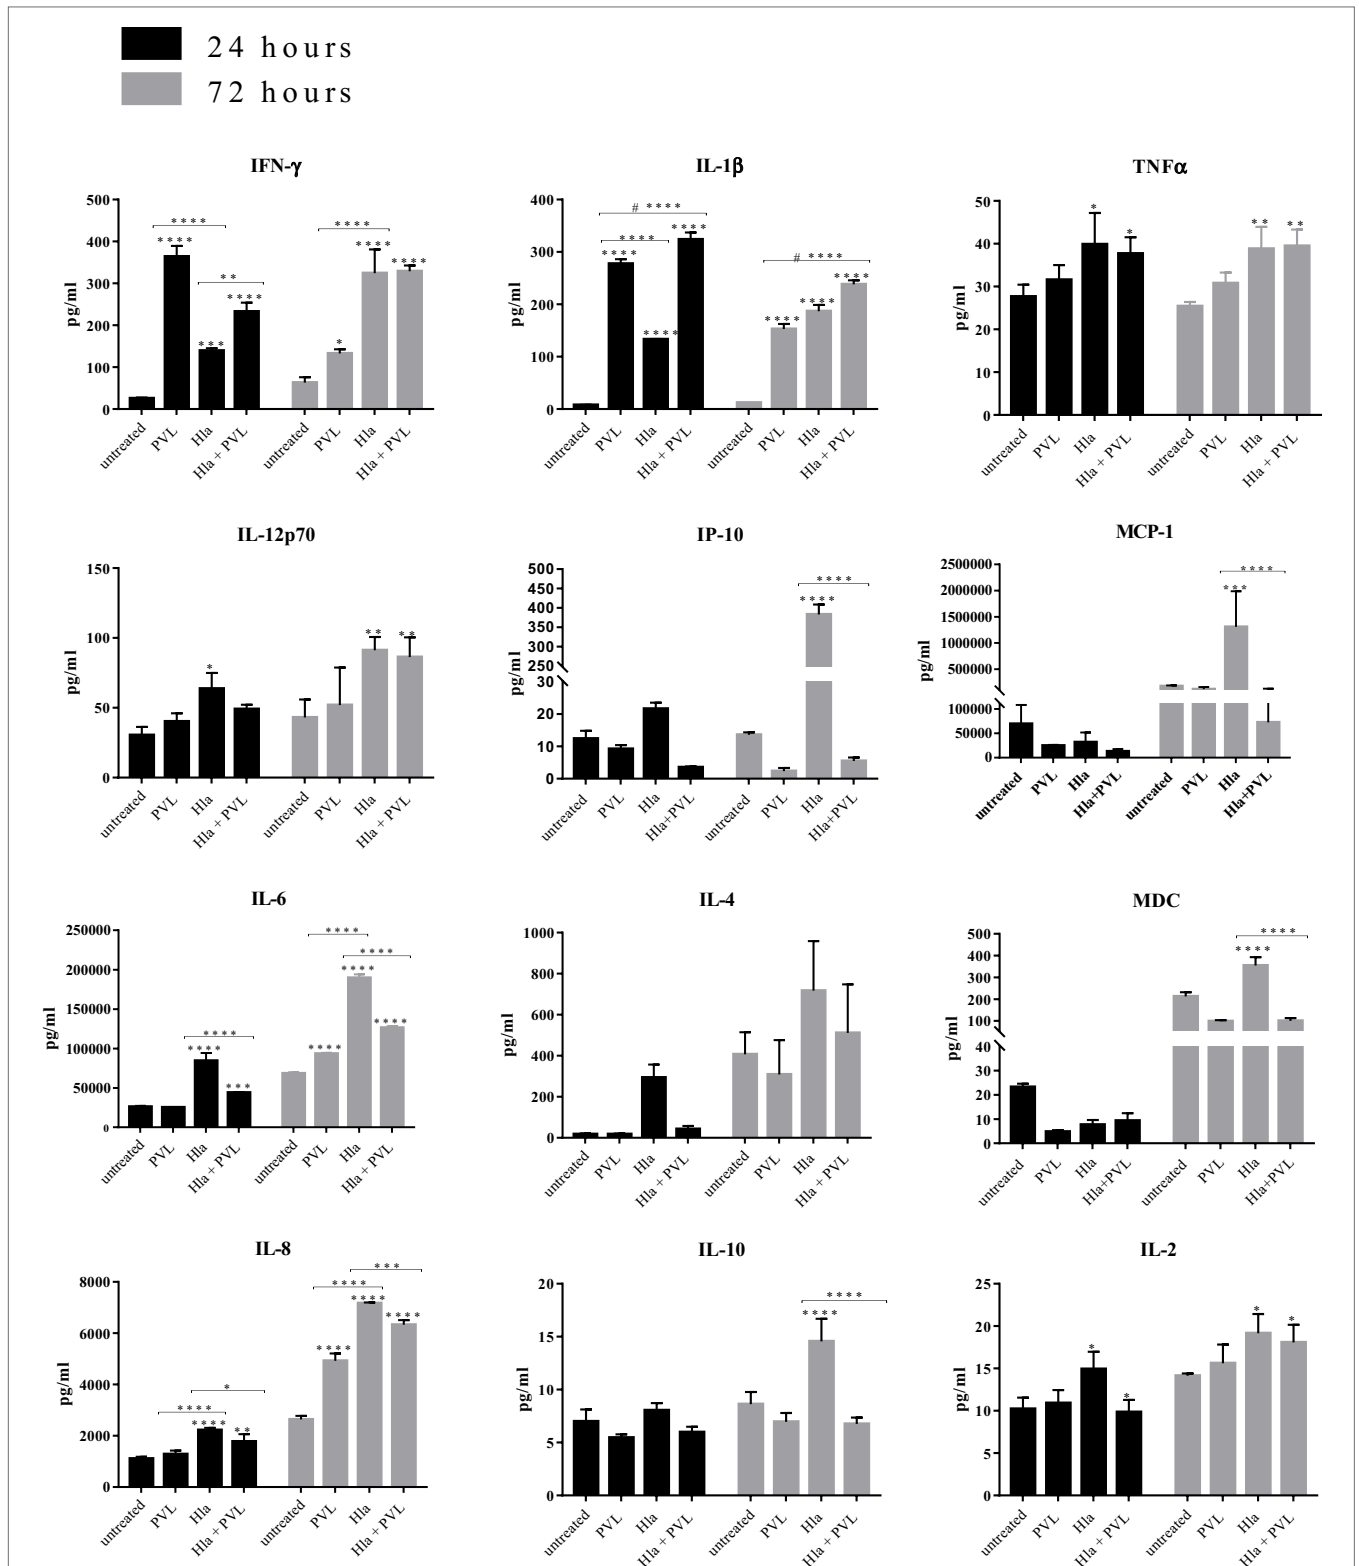 24 hours
72 hours
IFN-γ
500
400
300
200
100
0
pg/ml
****
****
***
**
****
****
*
****
****
untreated
PVL
Hla
Hla + PVL
untreated
PVL
Hla
Hla + PVL
IL-1β
400
300
200
100
0
pg/ml
# ****
****
****
****
****
# ****
****
****
****
untreated
PVL
Hla
Hla + PVL
untreated
PVL
Hla
Hla + PVL
TNFα
50
40
30
20
10
0
pg/ml
*
*
**
**
untreated
PVL
Hla
Hla + PVL
untreated
PVL
Hla
Hla + PVL
IL-12p70
150
100
50
0
pg/ml
*
**
**
untreated
PVL
Hla
Hla + PVL
untreated
PVL
Hla
Hla + PVL
IP-10
500
450
400
350
300
250
30
20
10
0
pg/ml
****
****
untreated
PVL
Hla
Hla+PVL
untreated
PVL
Hla
Hla+PVL
MCP-1
2500000
2000000
1500000
1000000
500000
100000
50000
0
pg/ml
****
***
untreated
PVL
Hla
Hla+PVL
untreated
PVL
Hla
Hla+PVL
IL-6
250000
200000
150000
100000
50000
0
pg/ml
****
****
***
****
****
****
****
****
untreated
PVL
Hla
Hla + PVL
untreated
PVL
Hla
Hla + PVL
IL-4
1000
800
600
400
200
0
pg/ml
untreated
PVL
Hla
Hla + PVL
untreated
PVL
Hla
Hla + PVL
MDC
500
400
300
200
100
40
30
20
10
0
pg/ml
****
****
untreated
PVL
Hla
Hla+PVL
untreated
PVL
Hla
Hla+PVL
IL-8
8000
6000
4000
2000
0
pg/ml
*
****
****
**
***
****
****
****
****
untreated
PVL
Hla
Hla + PVL
untreated
PVL
Hla
Hla + PVL
IL-10
20
15
10
5
0
pg/ml
****
****
untreated
PVL
Hla
Hla + PVL
untreated
PVL
Hla
Hla + PVL
IL-2
25
20
15
10
5
0
pg/ml
*
*
*
*
untreated
PVL
Hla
Hla + PVL
untreated
PVL
Hla
Hla + PVL